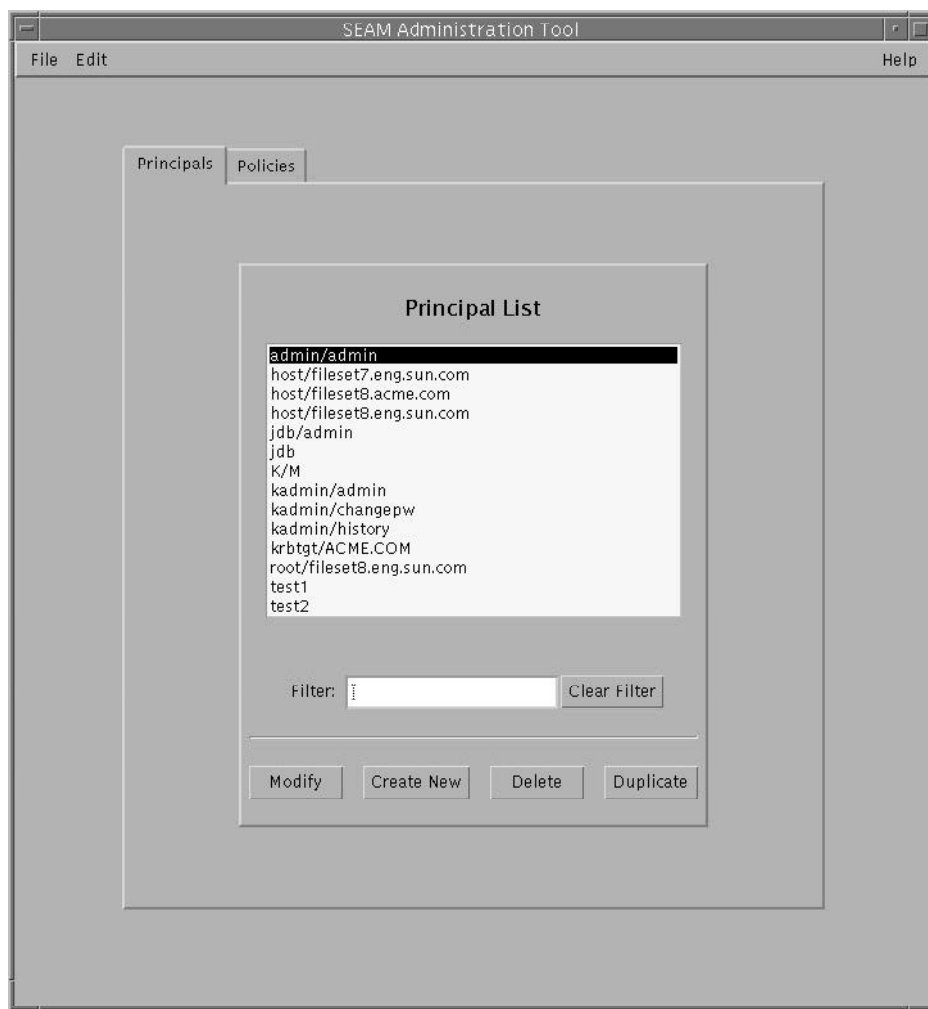 SEAM Administration Tool
File Edit Help
Principals Policies
Principal List
admin/admin
host/fileset7.eng.sun.com
host/fileset8.acme.com
host/fileset8.eng.sun.com
jdb/admin
jdb
K/M
kadmin/admin
kadmin/changepw
kadmin/history
krbtgt/ACME.COM
root/fileset8.eng.sun.com
test1
test2
Filter: Clear Filter
Modify Create New Delete Duplicate